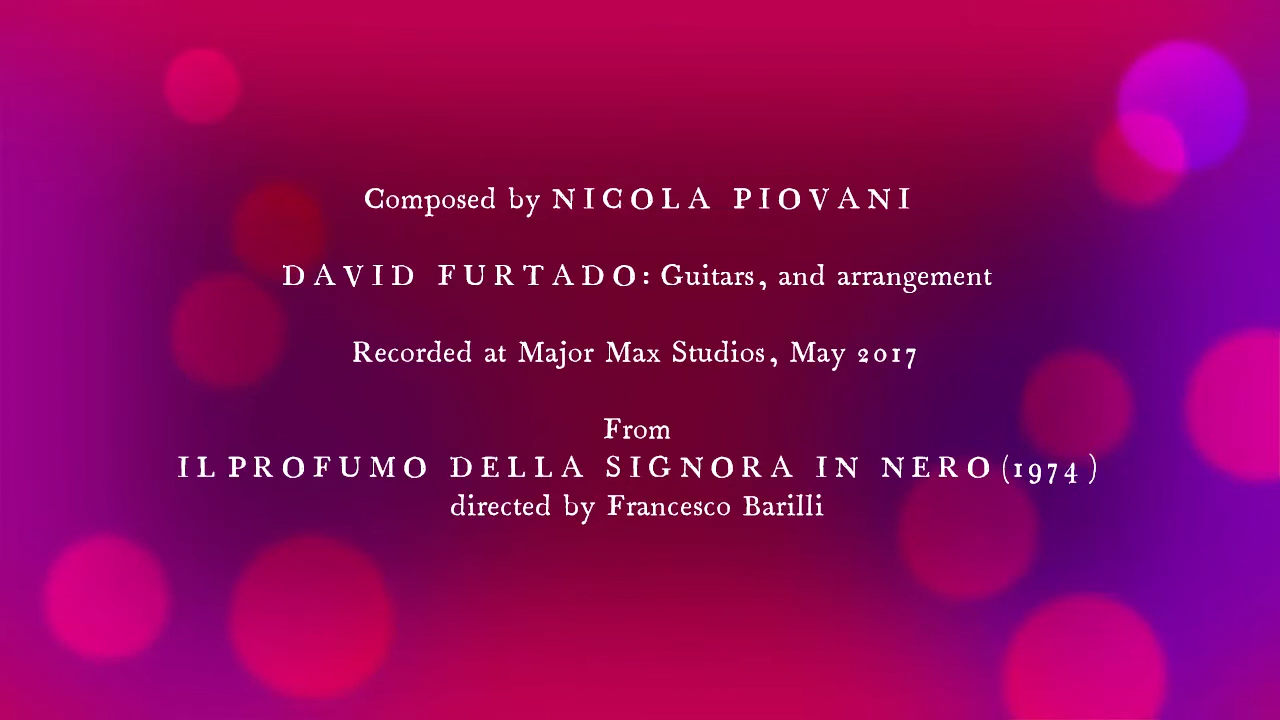 Composed by NICOLA PIOVANI
DAVID FURTADO: Guitars, and arrangement
Recorded at Major Max Studios, May 2017
From
IL PROFUMO DELLA SIGNORA IN NERO (1974)
directed by Francesco Barilli